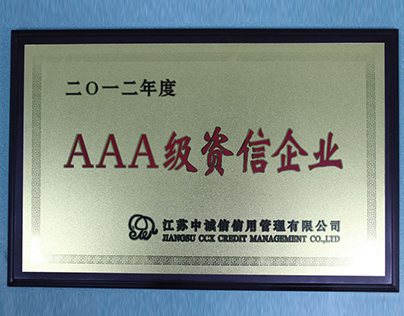 二〇一二年度
AAA级资信企业
江苏中诚信信用管理有限公司
JIANGSU CCX CREDIT MANAGEMENT CO.,LTD